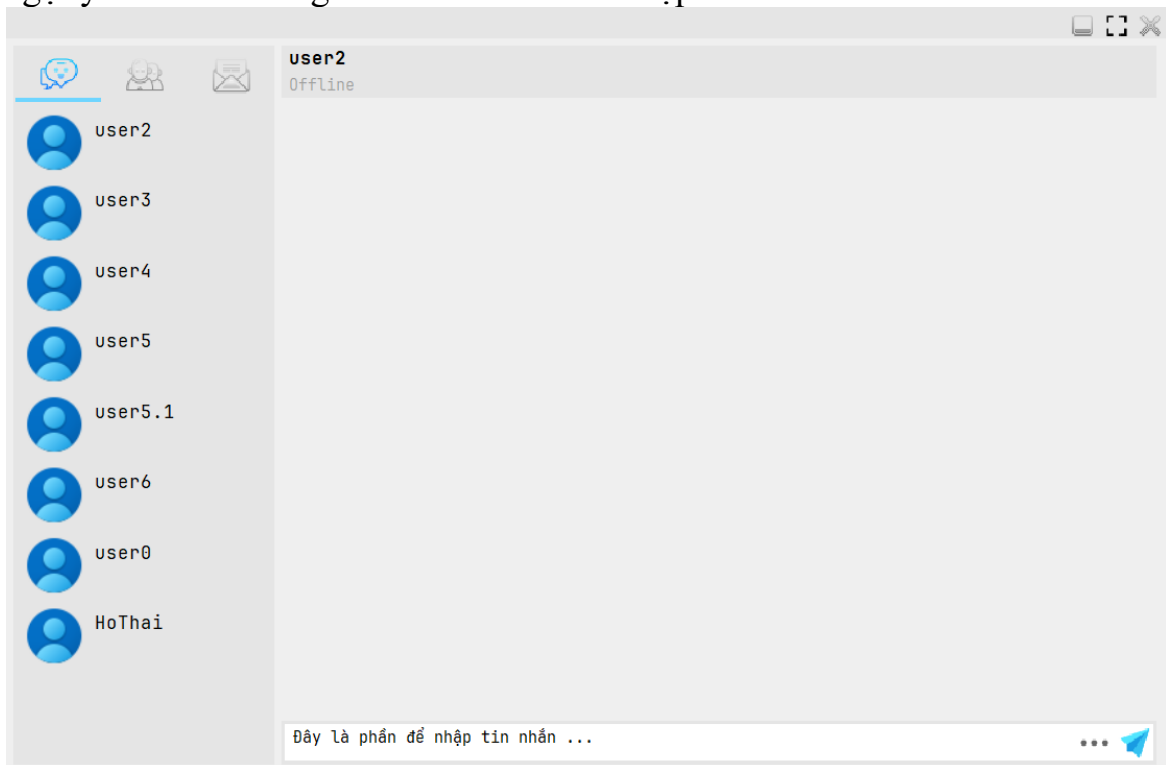 user2
Offline
user2
user3
user4
user5
user5.1
user6
user0
HoThai
Đây là phần để nhập tin nhắn ...